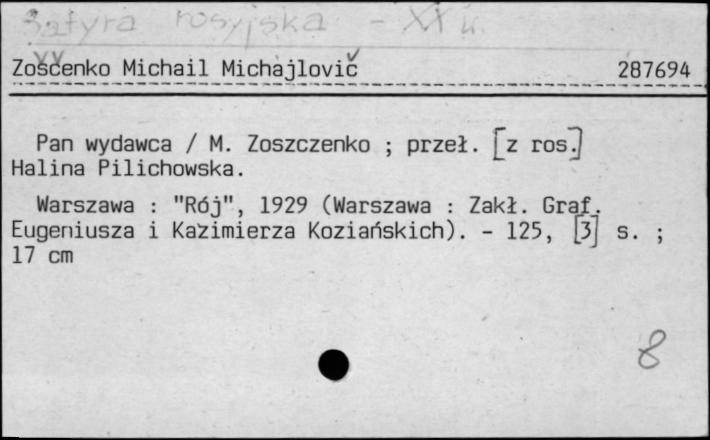 Satyra rosyjska - XX w.
Zoščenko Michail Michajlovič 287694
Pan wydawca / M. Zoszczenko ; przeł. [z ros.]
Halina Pilichowska.
Warszawa : "Rój", 1929 (Warszawa : Zakł. Graf.
Eugeniusza i Kazimierza Koziańskich). - 125, [3] s. ;
17 cm
8